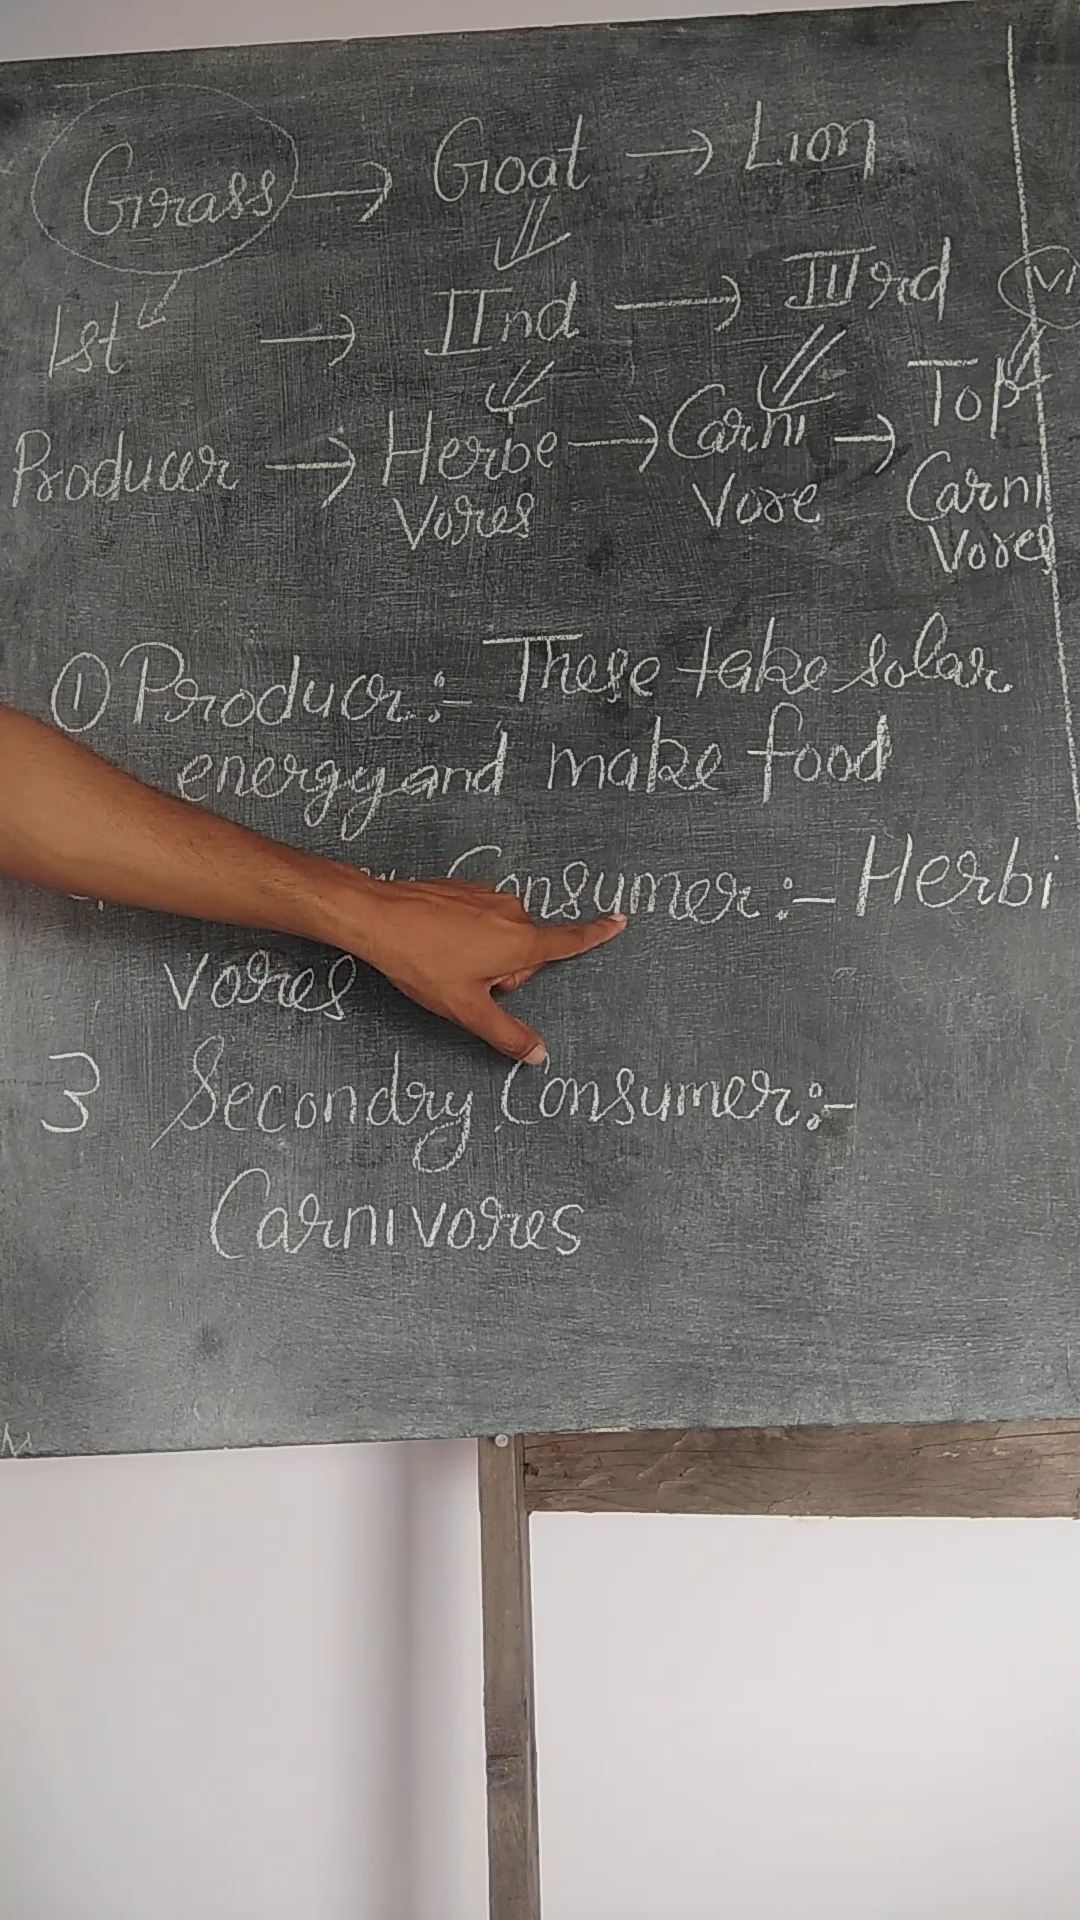 Grass → Goat → Lion
Ist → IInd → IIIrd
Producer → Herbe → Carni → Top
Vores Vore Carni
Vores
① Producer:- These take solar
energy and make food
Consumer:- Herbi
vores
3 Secondry Consumer:-
Carnivores